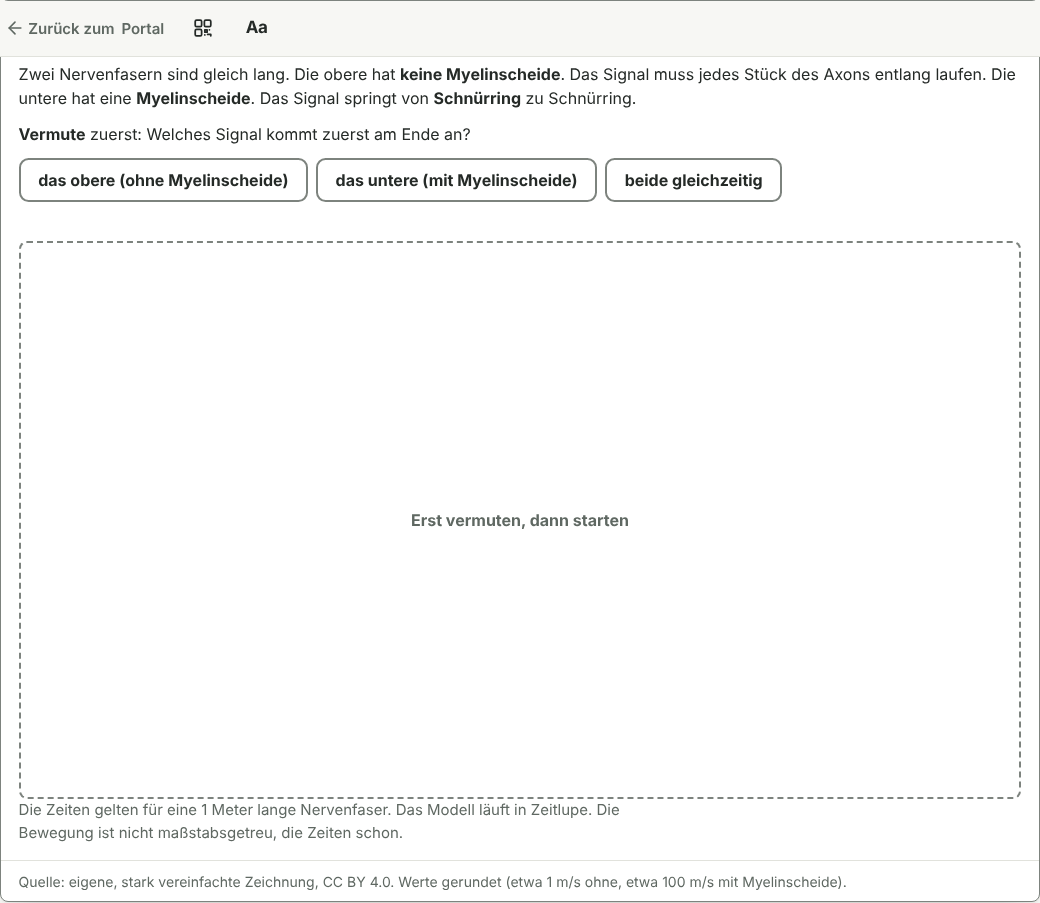 Zurück zum Portal
Aa
Zwei Nervenfasern sind gleich lang. Die obere hat keine Myelinscheide. Das Signal muss jedes Stück des Axons entlang laufen. Die
untere hat eine Myelinscheide. Das Signal springt von Schnürring zu Schnürring.
Vermute zuerst: Welches Signal kommt zuerst am Ende an?
das obere (ohne Myelinscheide) das untere (mit Myelinscheide) beide gleichzeitig
Erst vermuten, dann starten
Die Zeiten gelten für eine 1 Meter lange Nervenfaser. Das Modell läuft in Zeitlupe. Die
Bewegung ist nicht maßstabsgetreu, die Zeiten schon.
Quelle: eigene, stark vereinfachte Zeichnung, CC BY 4.0. Werte gerundet (etwa 1 m/s ohne, etwa 100 m/s mit Myelinscheide).